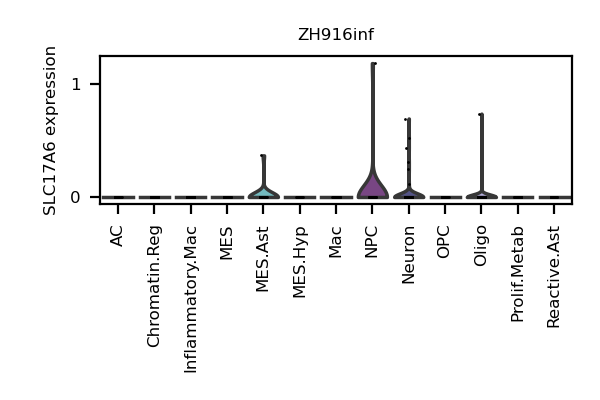 ZH916inf
SLC17A6 expression
1
0
AC
Chromatin.Reg
Inflammatory.Mac
MES
MES.Ast
MES.Hyp
Mac
NPC
Neuron
OPC
Oligo
Prolif.Metab
Reactive.Ast